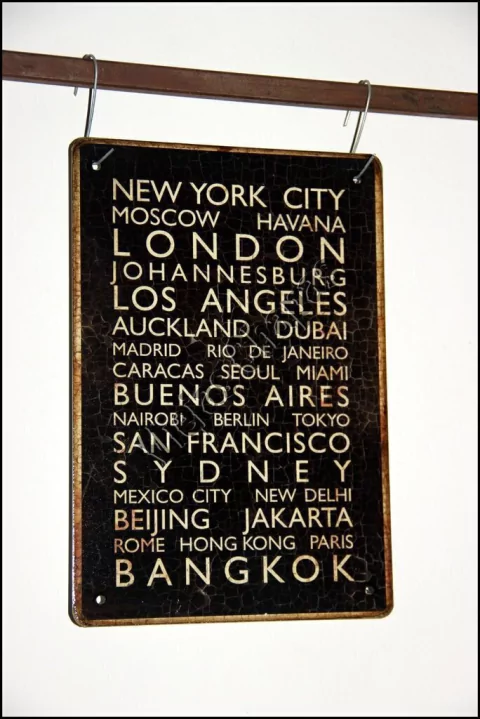 NEW YORK CITY
MOSCOW HAVANA
LONDON
JOHANNESBURG
LOS ANGELES
AUCKLAND DUBAI
MADRID RIO DE JANEIRO
CARACAS SEOUL MIAMI
BUENOS AIRES
NAIROBI BERLIN TOKYO
SAN FRANCISCO
SYDNEY
MEXICO CITY NEW DELHI
BEIJING JAKARTA
ROME HONG KONG PARIS
BANGKOK